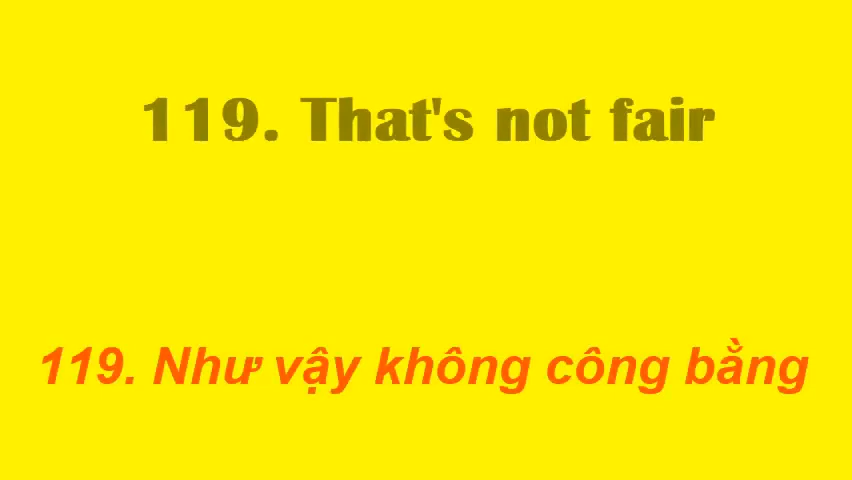 119. That's not fair
119. Như vậy không công bằng